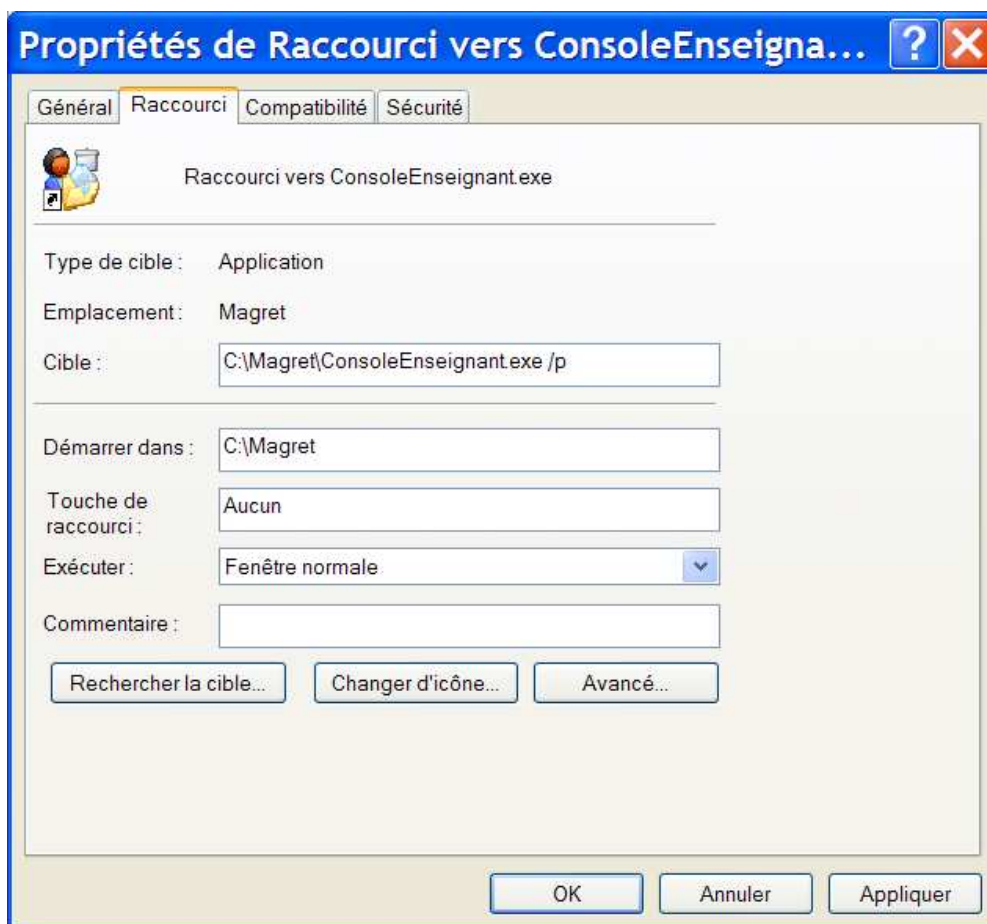 Propriétés de Raccourci vers ConsoleEnseigna...
Général Raccourci Compatibilité Sécurité
Raccourci vers ConsoleEnseignant.exe
Type de cible : Application
Emplacement : Magret
Cible : C:\Magret\ConsoleEnseignant.exe /p
Démarrer dans : C:\Magret
Touche de
raccourci : Aucun
Exécuter : Fenêtre normale
Commentaire :
Rechercher la cible... Changer d'icône... Avancé...
OK Annuler Appliquer